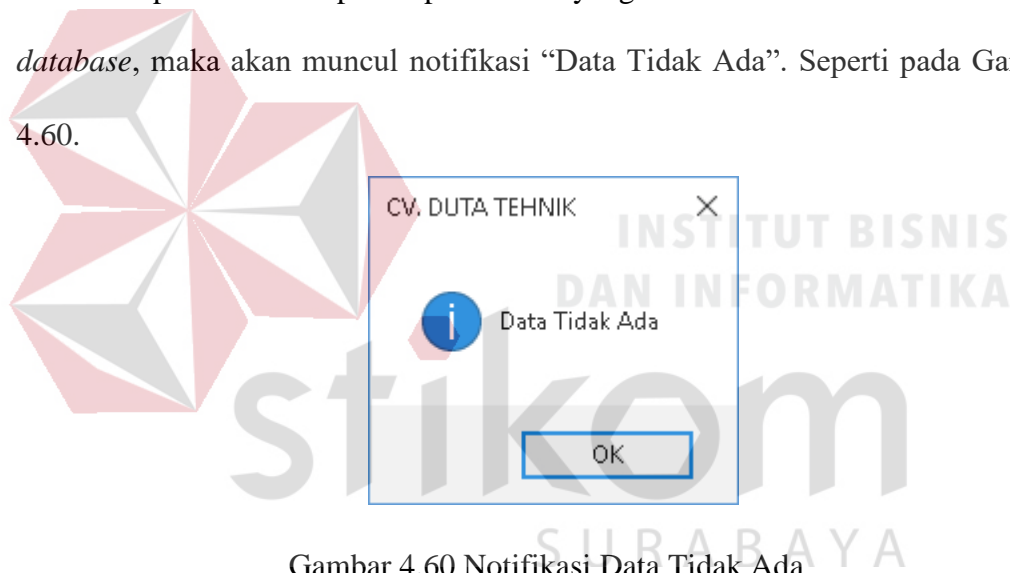 database, maka akan muncul notifikasi “Data Tidak Ada”. Seperti pada
4.60.
CV. DUTA TEHNIK
INSTITUT BISNIS
DAN INFORMATIKA
i Data Tidak Ada
stikom
OK
SURABAYA
Gambar 4.60 Notifikasi Data Tidak Ada